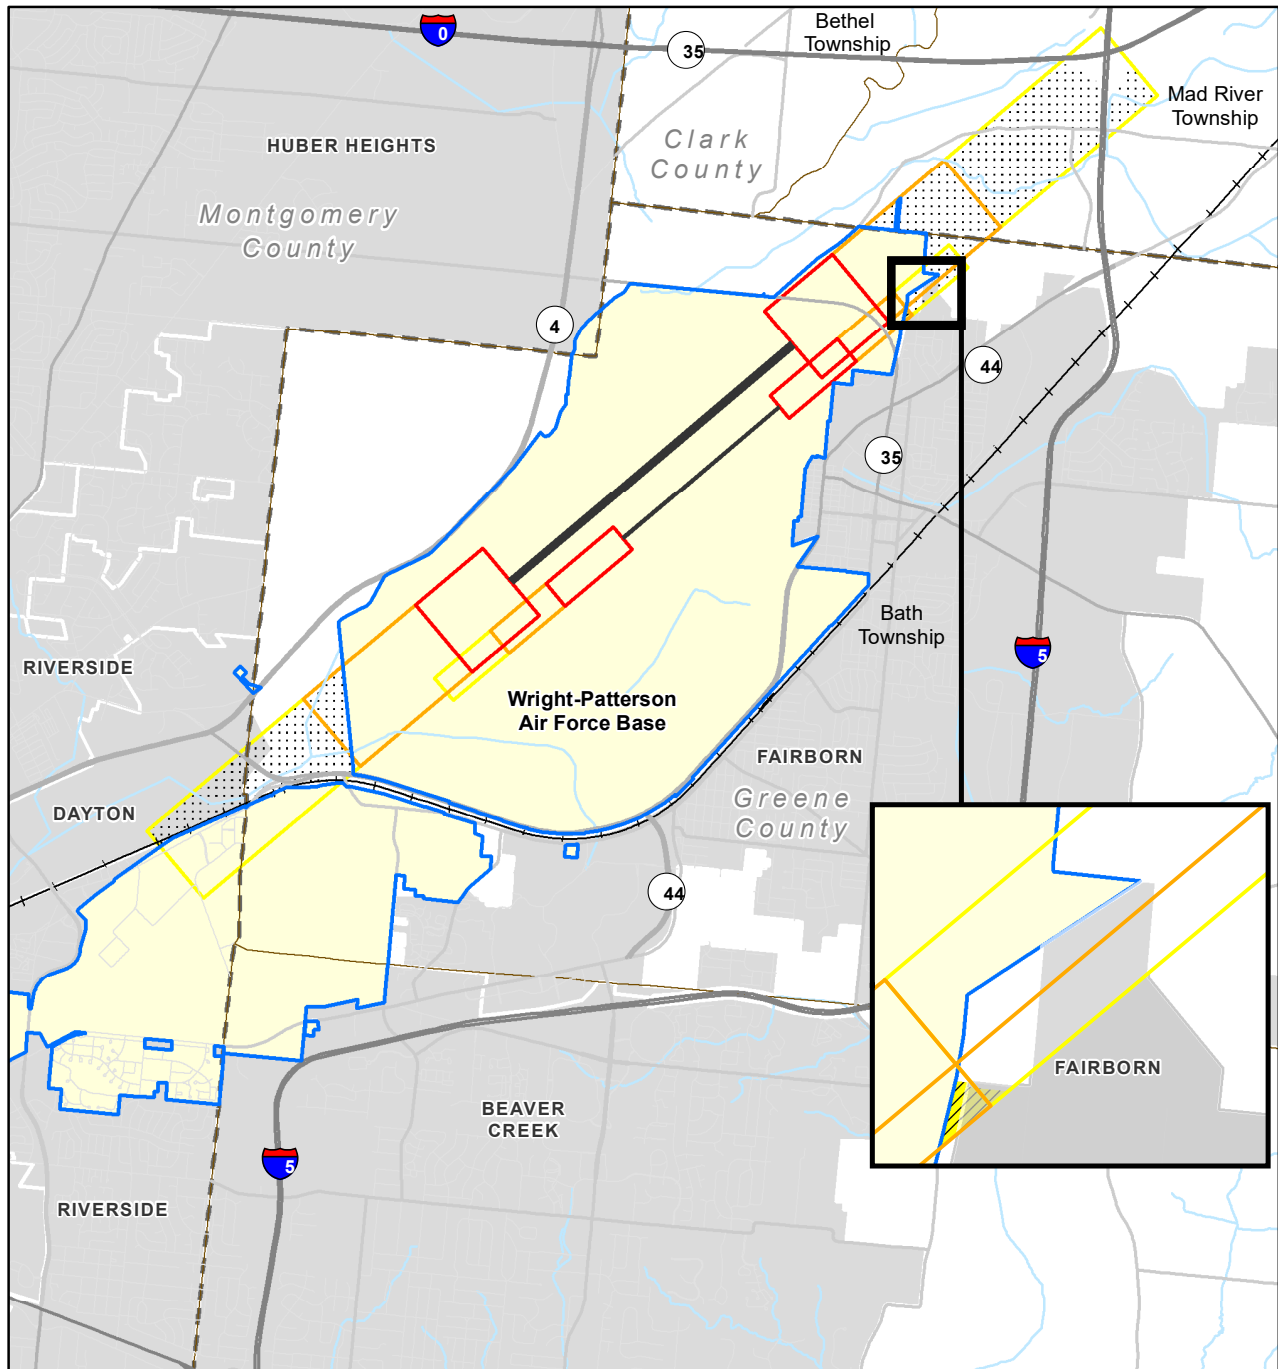 Bethel
Township
0
35
Mad River
Township
HUBER HEIGHTS
Clark
County
Montgomery
County
4
44
35
Bath
Township
5
RIVERSIDE
Wright-Patterson
Air Force Base
FAIRBORN
DAYTON
Greene
County
44
FAIRBORN
BEAVER
CREEK
5
RIVERSIDE